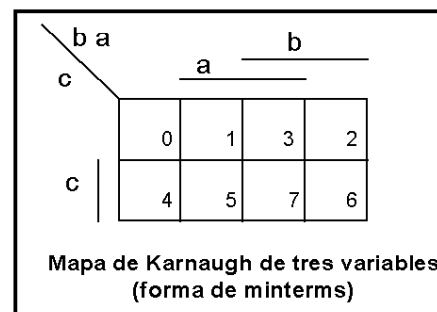 b a
b
a
c
0 1 3 2
c
4 5 7 6
Mapa de Karnaugh de tres variables
(forma de minterms)